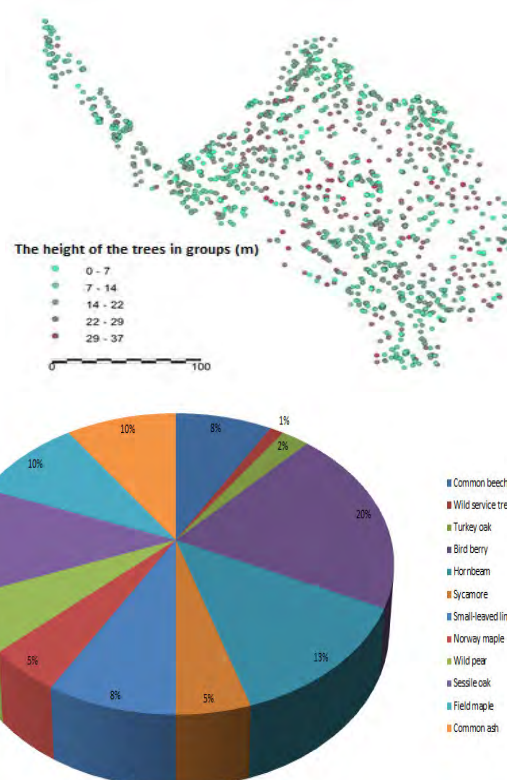 The height of the trees in groups (m)
0 - 7
7 - 14
14 - 22
22 - 29
29 - 37
0 100
10% 8% 1%
2%
10%
20%
13%
5%
8% 5%
Common beech
Wild service tre
Turkey oak
Bird berry
Hornbeam
Sycamore
Small-leaved lin
Norway maple
Wild pear
Sessile oak
Field maple
Common ash